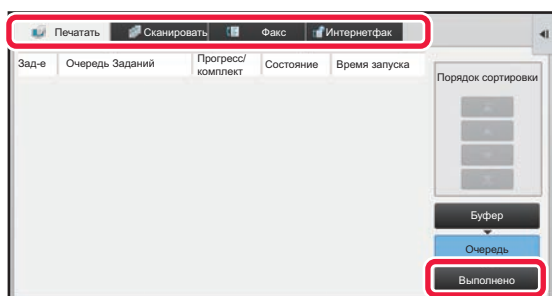 Печатать Сканировать Факс Интернетфак
Зад-е Очередь Заданий Прогресс/ комплект Состояние Время запуска
Порядок сортировки
Буфер
Очередь
Выполнено